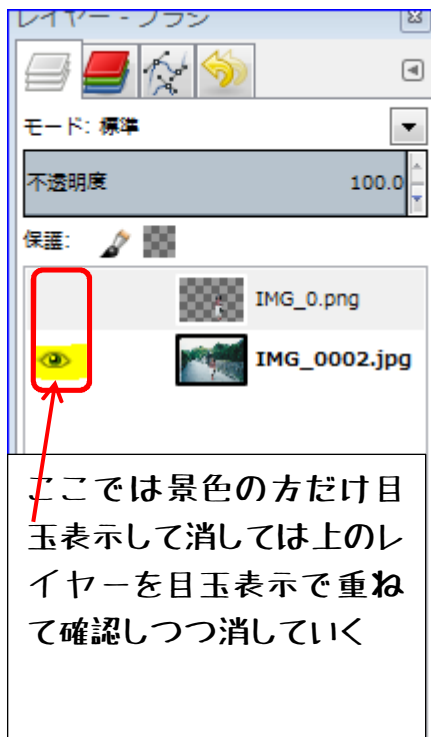 レイヤー - ブラシ
モード: 標準
不透明度 100.0
保護:
IMG_0.png
IMG_0002.jpg
ここでは景色の方だけ目
玉表示して消しては上のレ
イヤーを目玉表示で重ね
て確認しつつ消していく